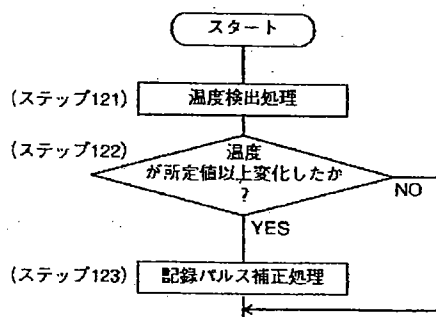 スタート
(ステップ121)
温度検出処理
(ステップ122)
温度
が所定値以上変化したか
?
NO
YES
(ステップ123)
記録パルス補正処理